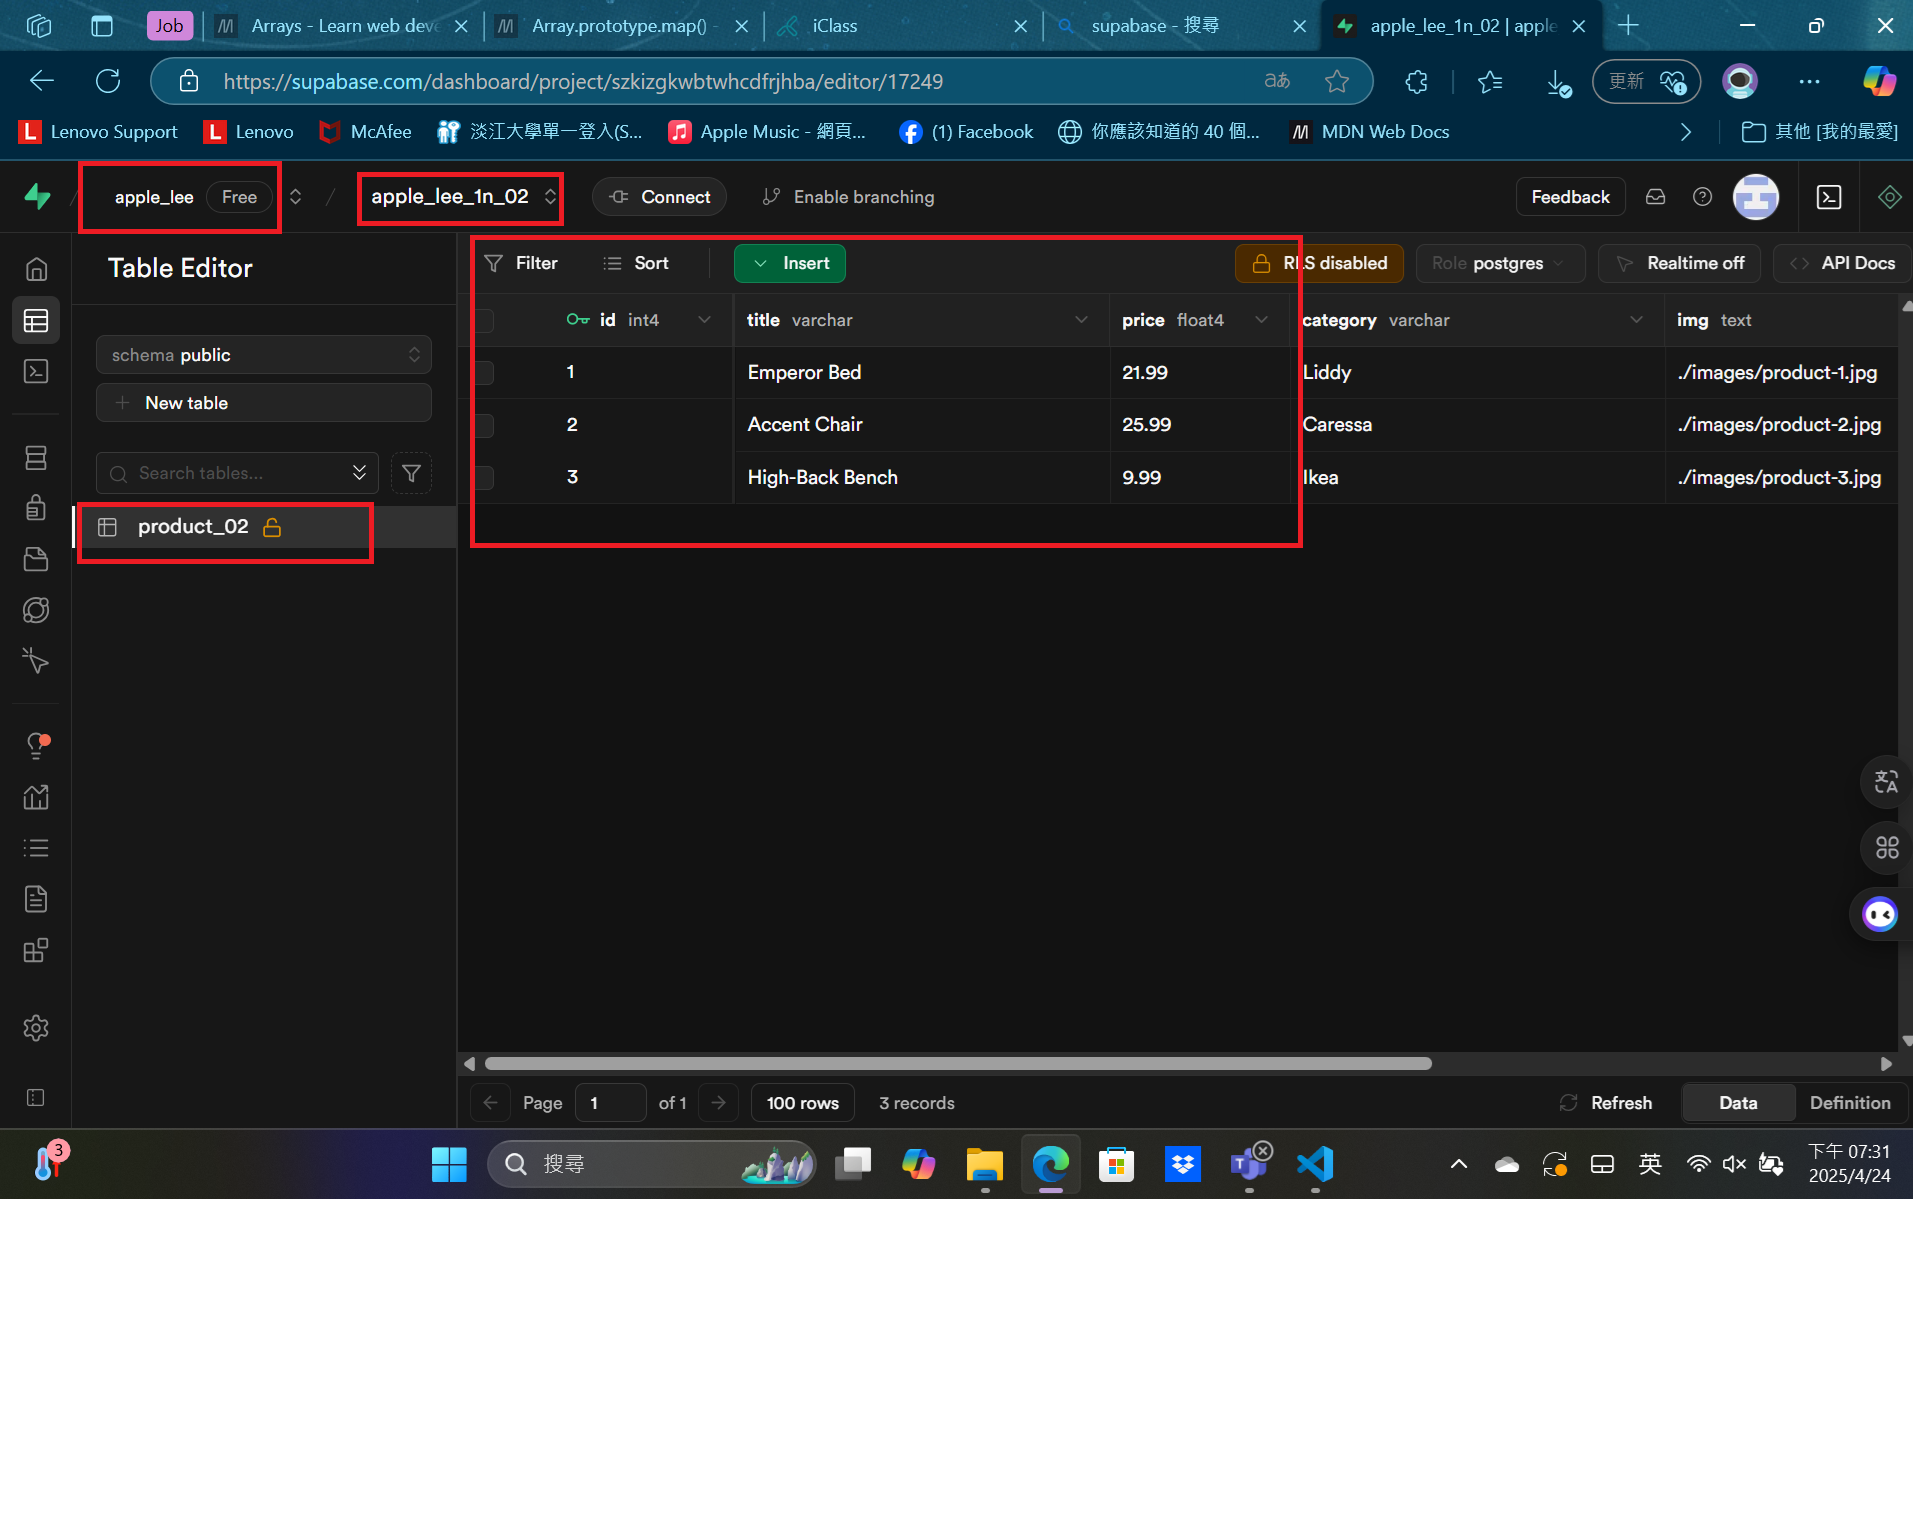 Job
Arrays - Learn web deve
Array.prototype.map() -
iClass
supabase - 搜尋
apple_lee_1n_02 | apple
https://supabase.com/dashboard/project/szkizgkwbtwhcdfrjhba/editor/17249
aあ
更新
Lenovo Support
Lenovo
McAfee
淡江大學單一登入(S...
Apple Music - 網頁...
(1) Facebook
你應該知道的 40 個...
MDN Web Docs
其他 [我的最愛]
apple_lee
Free
/
apple_lee_1n_02
Connect
Enable branching
Feedback
Table Editor
Filter
Sort
Insert
RLS disabled
Role postgres
Realtime off
API Docs
schema public
New table
Search tables...
product_02
id int4
title varchar
price float4
category varchar
img text
1
Emperor Bed
21.99
Liddy
./images/product-1.jpg
2
Accent Chair
25.99
Caressa
./images/product-2.jpg
3
High-Back Bench
9.99
Ikea
./images/product-3.jpg
Page
1
of 1
100 rows
3 records
Refresh
Data
Definition
3
搜尋
英
下午 07:31
2025/4/24